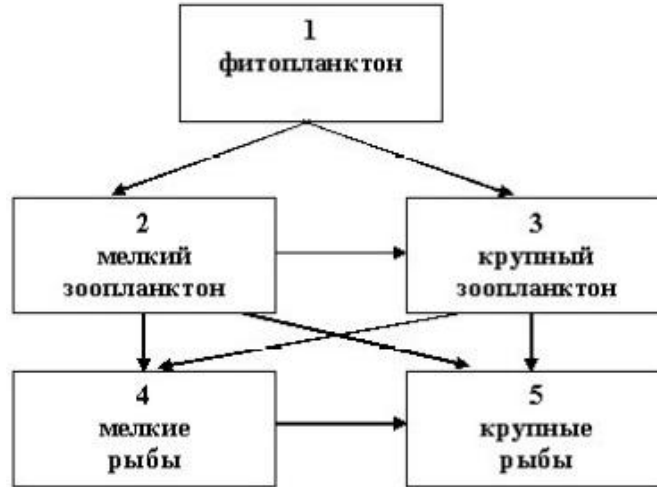 1
фитопланктон
2
мелкий
зоопланктон
3
крупный
зоопланктон
4
мелкие
рыбы
5
крупные
рыбы